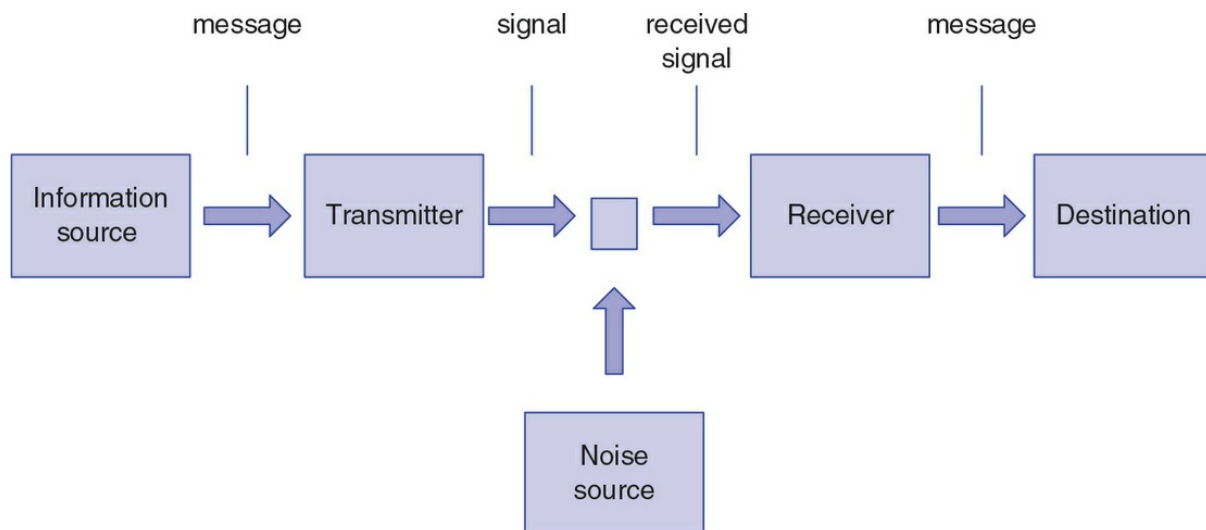 message
signal
received
signal
message
Information
source
Transmitter
Receiver
Destination
Noise
source